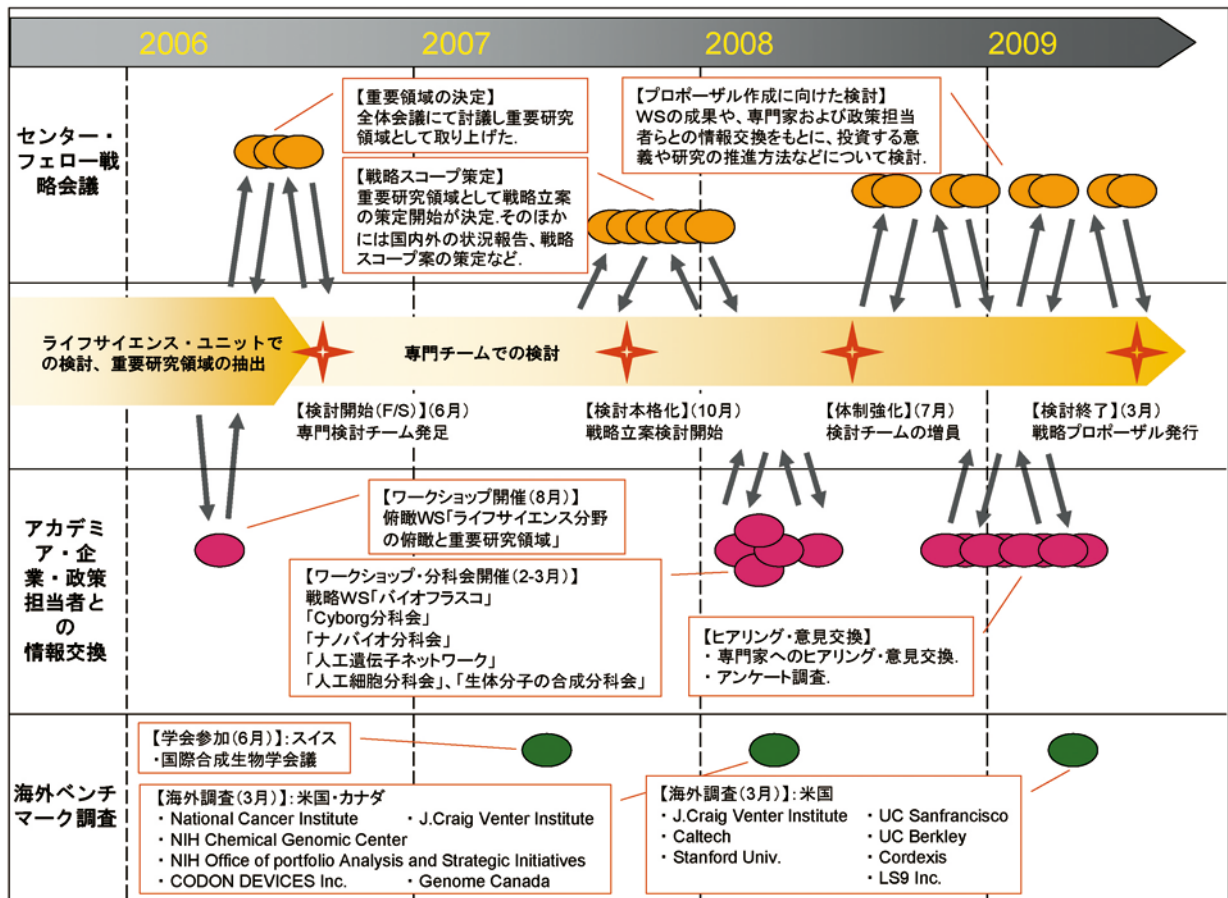 2006
2007
2008
2009
センター・
フェロー戦
略会議
【重要領域の決定】
全体会議にて討議し重要研究
領域として取り上げた.
【戦略スコープ策定】
重要研究領域として戦略立案
の策定開始が決定.そのほか
には国内外の状況報告、戦略
スコープ案の策定など.
【プロポーザル作成に向けた検討】
WSの成果や、専門家および政策担当
者らとの情報交換をもとに、投資する意
義や研究の推進方法などについて検討.
ライフサイエンス・ユニットで
の検討、重要研究領域の抽出
専門チームでの検討
【検討開始(F/S)】(6月)
専門検討チーム発足
【検討本格化】(10月)
戦略立案検討開始
【体制強化】(7月)
検討チームの増員
【検討終了】(3月)
戦略プロポーザル発行
アカデミ
ア・企
業・政策
担当者と
の
情報交換
【ワークショップ開催(8月)】
俯瞰WS「ライフサイエンス分野
の俯瞰と重要研究領域」
【ワークショップ・分科会開催(2-3月)】
戦略WS「バイオフラスコ」
「Cyborg分科会」
「ナノバイオ分科会」
「人工遺伝子ネットワーク」
「人工細胞分科会」、「生体分子の合成分科会」
【ヒアリング・意見交換】
・専門家へのヒアリング・意見交換.
・アンケート調査.
海外ベンチ
マーク調査
【学会参加(6月)】:スイス
・国際合成生物学会議
【海外調査(3月)】:米国・カナダ
・National Cancer Institute ・J.Craig Venter Institute
・NIH Chemical Genomic Center
・NIH Office of portfolio Analysis and Strategic Initiatives
・CODON DEVICES Inc. ・Genome Canada
【海外調査(3月)】:米国
・J.Craig Venter Institute ・UC Sanfrancisco
・Caltech ・UC Berkley
・Stanford Univ. ・Cordexis
・LS9 Inc.